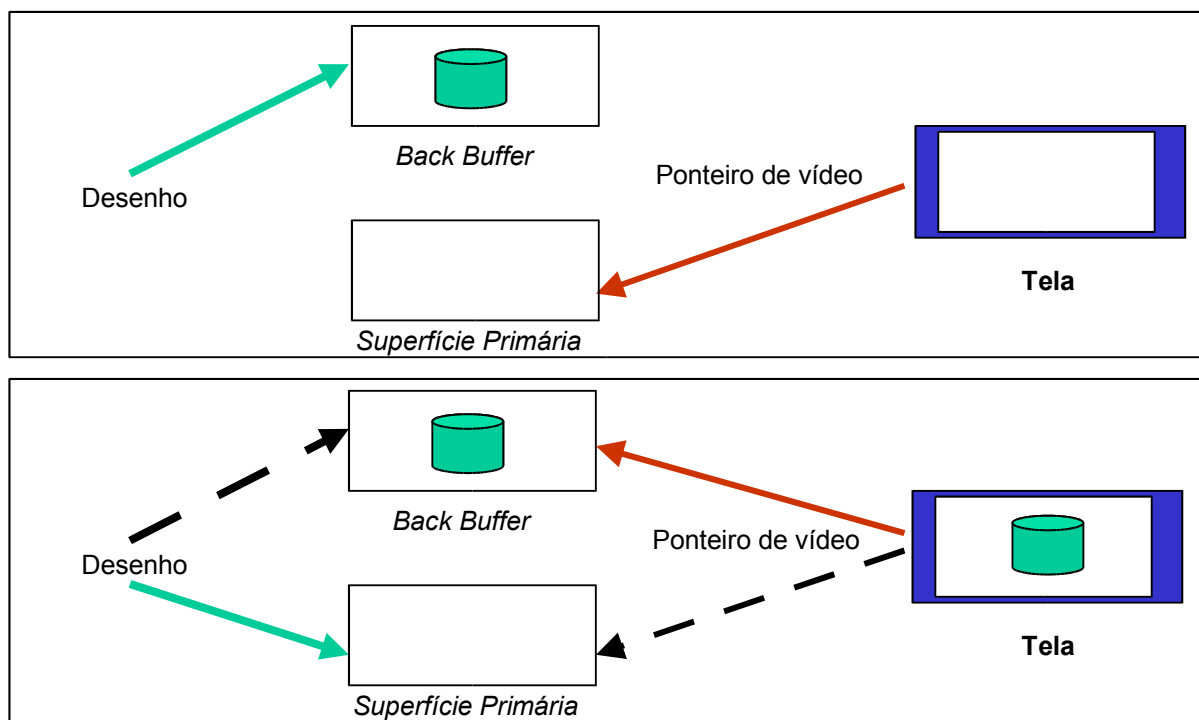 Back Buffer
Ponteiro de vídeo
Desenho
Tela
Superfície Primária
Back Buffer
Ponteiro de vídeo
Desenho
Tela
Superfície Primária